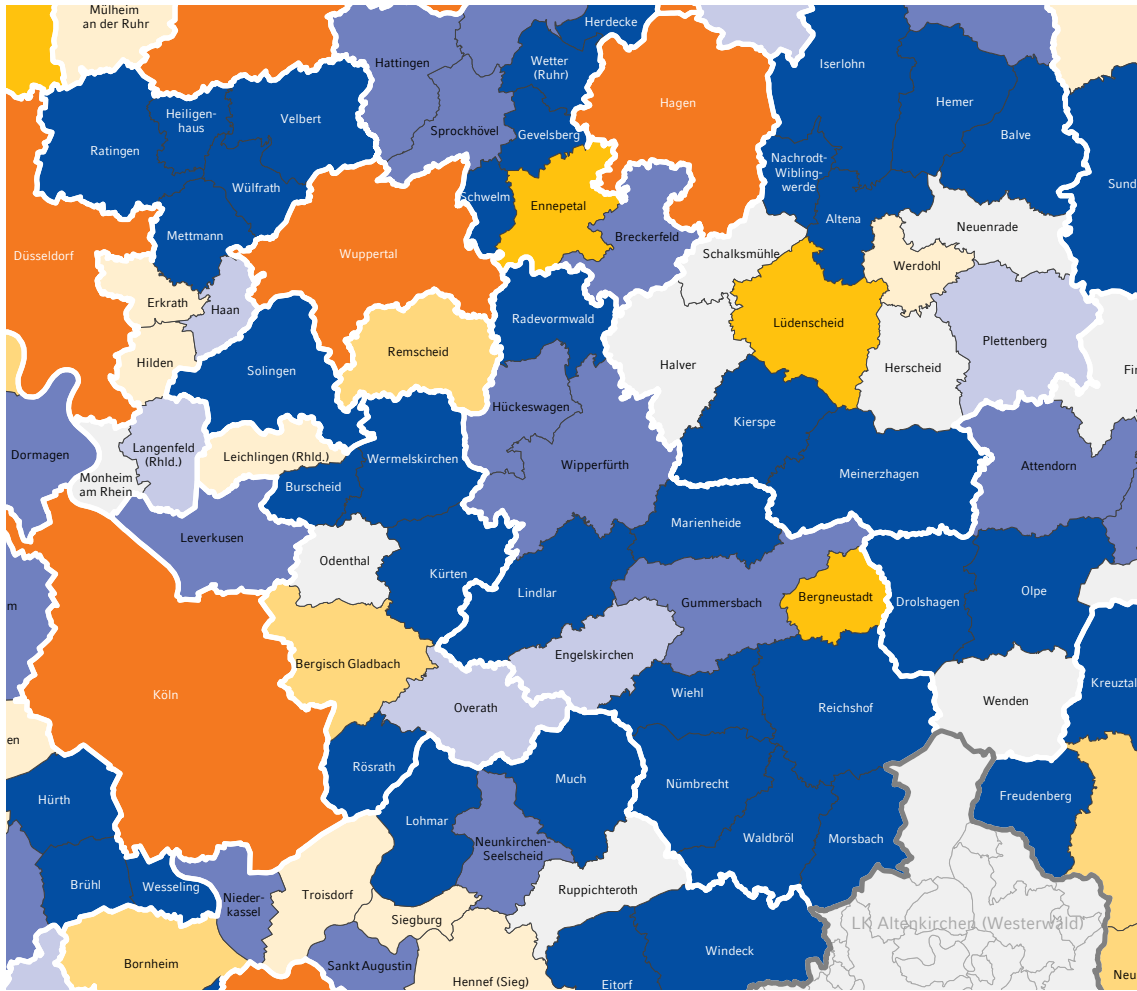 Mülheim
an der Ruhr
Herdecke
Hattingen
Wetter
(Ruhr)
Iserlohn
Hagen
Hemer
Heiligen-
haus
Velbert
Sprockhövel
Gevelsberg
Balve
Ratingen
Nachrodt-
Wibling-
werde
Wülfrath
Schwelm
Ennepetal
Sund
Altena
Mettmann
Breckerfeld
Neuenrade
Düsseldorf
Wuppertal
Schalksmühle
Werdohl
Erkrath
Haan
Radevormwald
Lüdenscheid
Plettenberg
Remscheid
Hilden
Solingen
Halver
Herscheid
Fin
Hückeswagen
Kierspe
Dormagen
Langenfeld
(Rhld.)
Leichlingen (Rhld.)
Wermelskirchen
Wipperfürth
Attendorn
Monheim
am Rhein
Burscheid
Meinerzhagen
Marienheide
Leverkusen
Odenthal
Kürten
Lindlar
Gummersbach
Bergneustadt
Drolshagen
Olpe
m
Engelskirchen
Bergisch Gladbach
Köln
Wiehl
Kreuztal
Overath
Reichshof
Wenden
en
Rösrath
Much
Nümbrecht
Hürth
Freudenberg
Lohmar
Neunkirchen-
Seelscheid
Waldbröl
Morsbach
Brühl
Wesseling
Nieder-
kassel
Troisdorf
Ruppichteroth
Siegburg
LK Altenkirchen (Westerwald)
Bornheim
Sankt Augustin
Windeck
Hennef (Sieg)
Eitorf
Neu